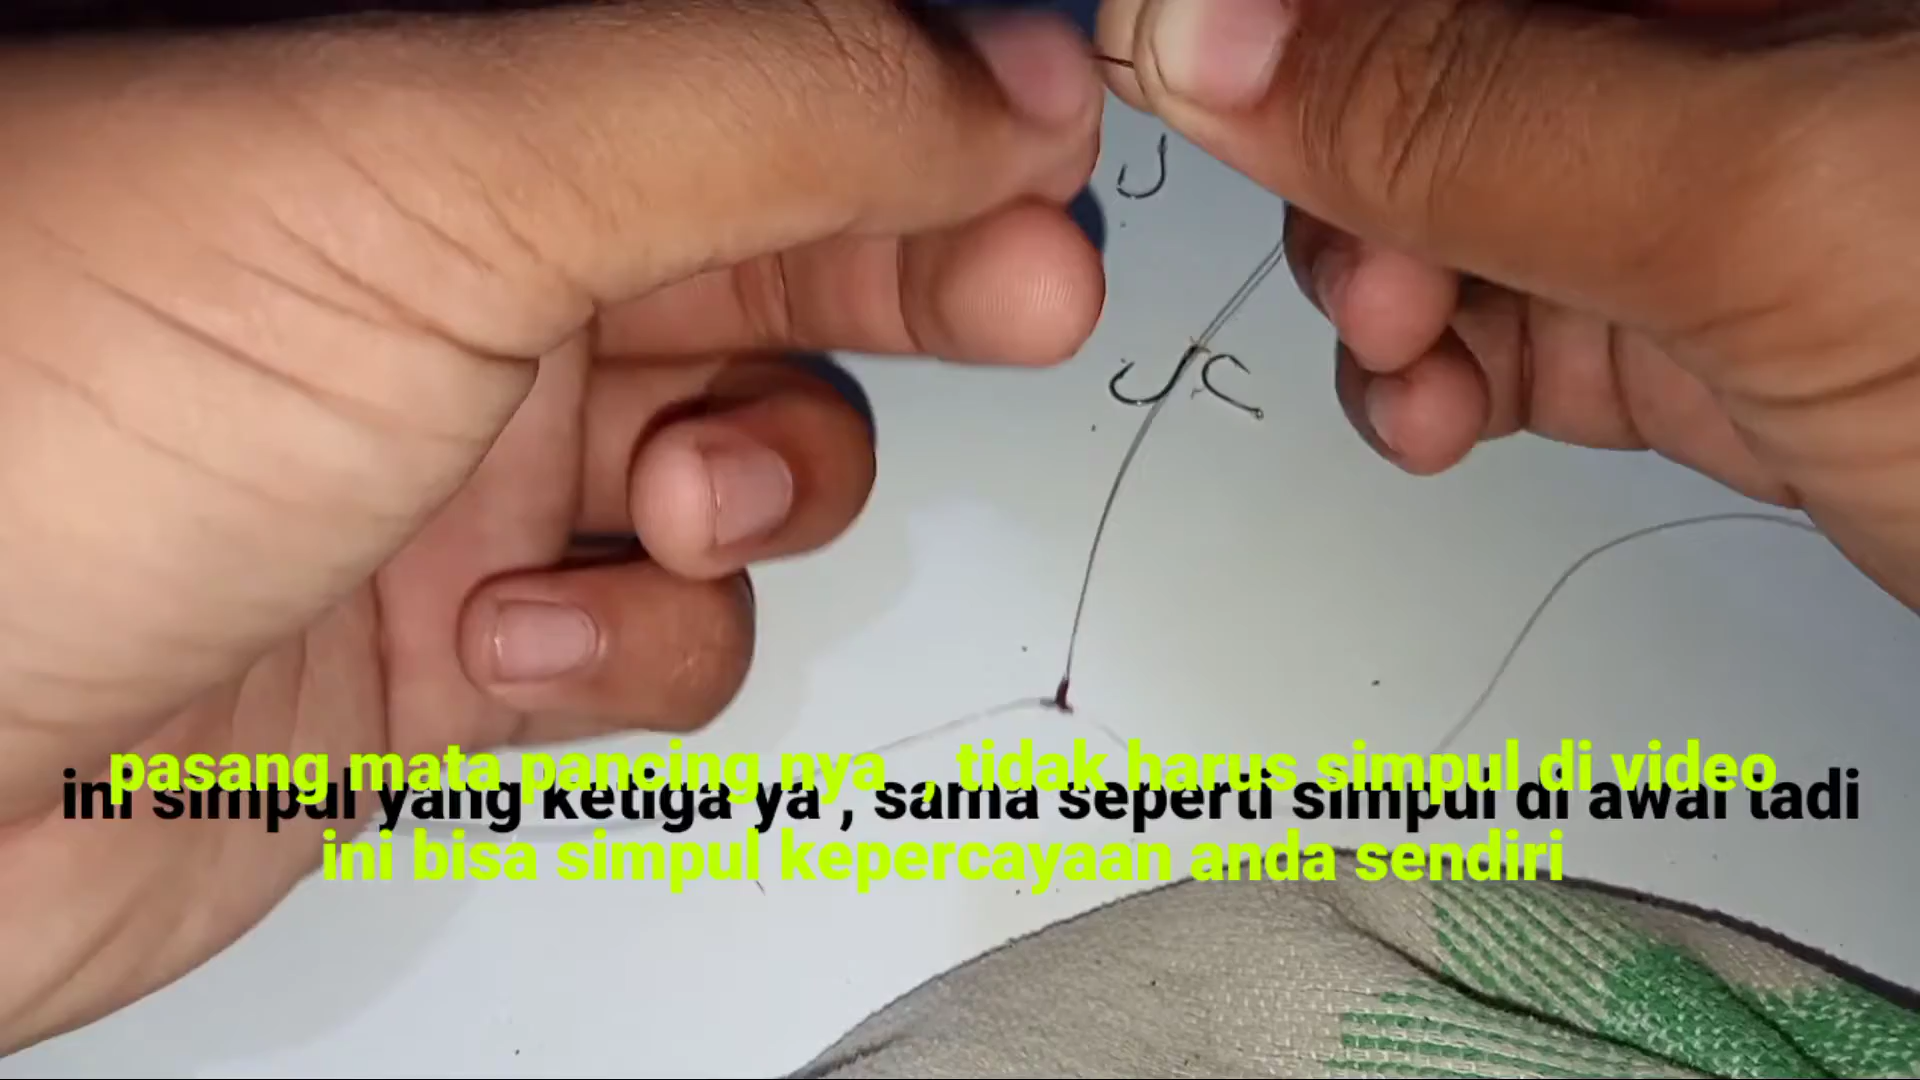 pasang mata pancing nya , tidak harus simpul di video
ini simpul yang ketiga ya , sama seperti simpul di awal tadi
ini bisa simpul kepercayaan anda sendiri